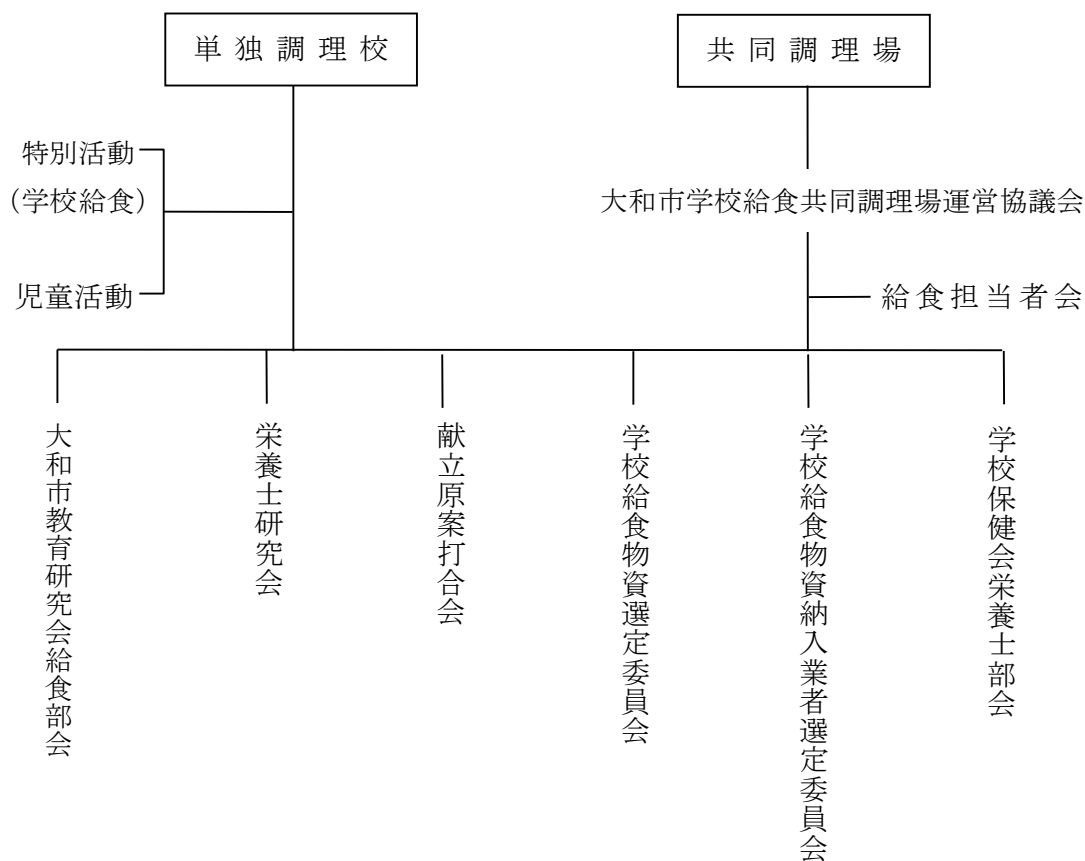 単独調理校
共同調理場
特別活動
(学校給食)
大和市学校給食共同調理場運営協議会
児童活動
給食担当者会
大和市教育研究会給食部会
栄養士研究会
献立原案打合会
学校給食物資選定委員会
学校給食物資納入業者選定委員会
学校保健会栄養士部会